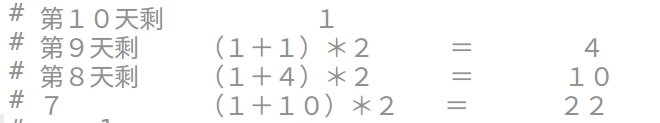 # 第１０天剩 １
# 第９天剩 （１＋１）＊２ ＝ ４
# 第８天剩 （１＋４）＊２ ＝ １０
# ７ （１＋１０）＊２ ＝ ２２